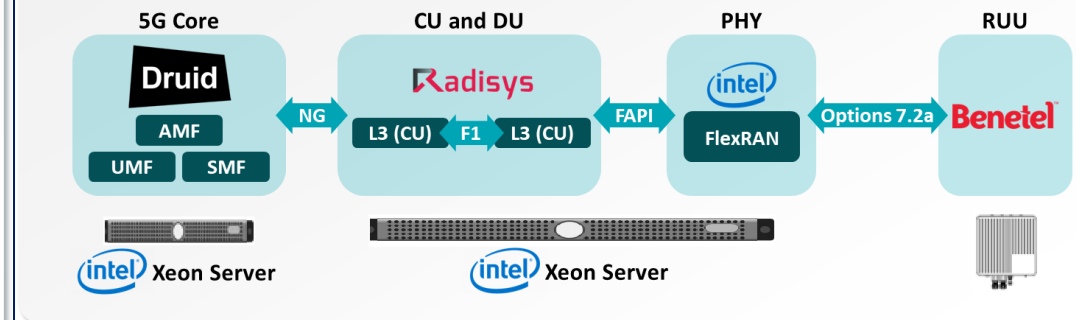 5G Core
CU and DU
PHY
RUU
Druid
Radisys
intel
AMF
NG
L3 (CU)
F1
L3 (CU)
FAPI
FlexRAN
Options 7.2a
Benetel
UMF
SMF
intel Xeon Server
intel Xeon Server